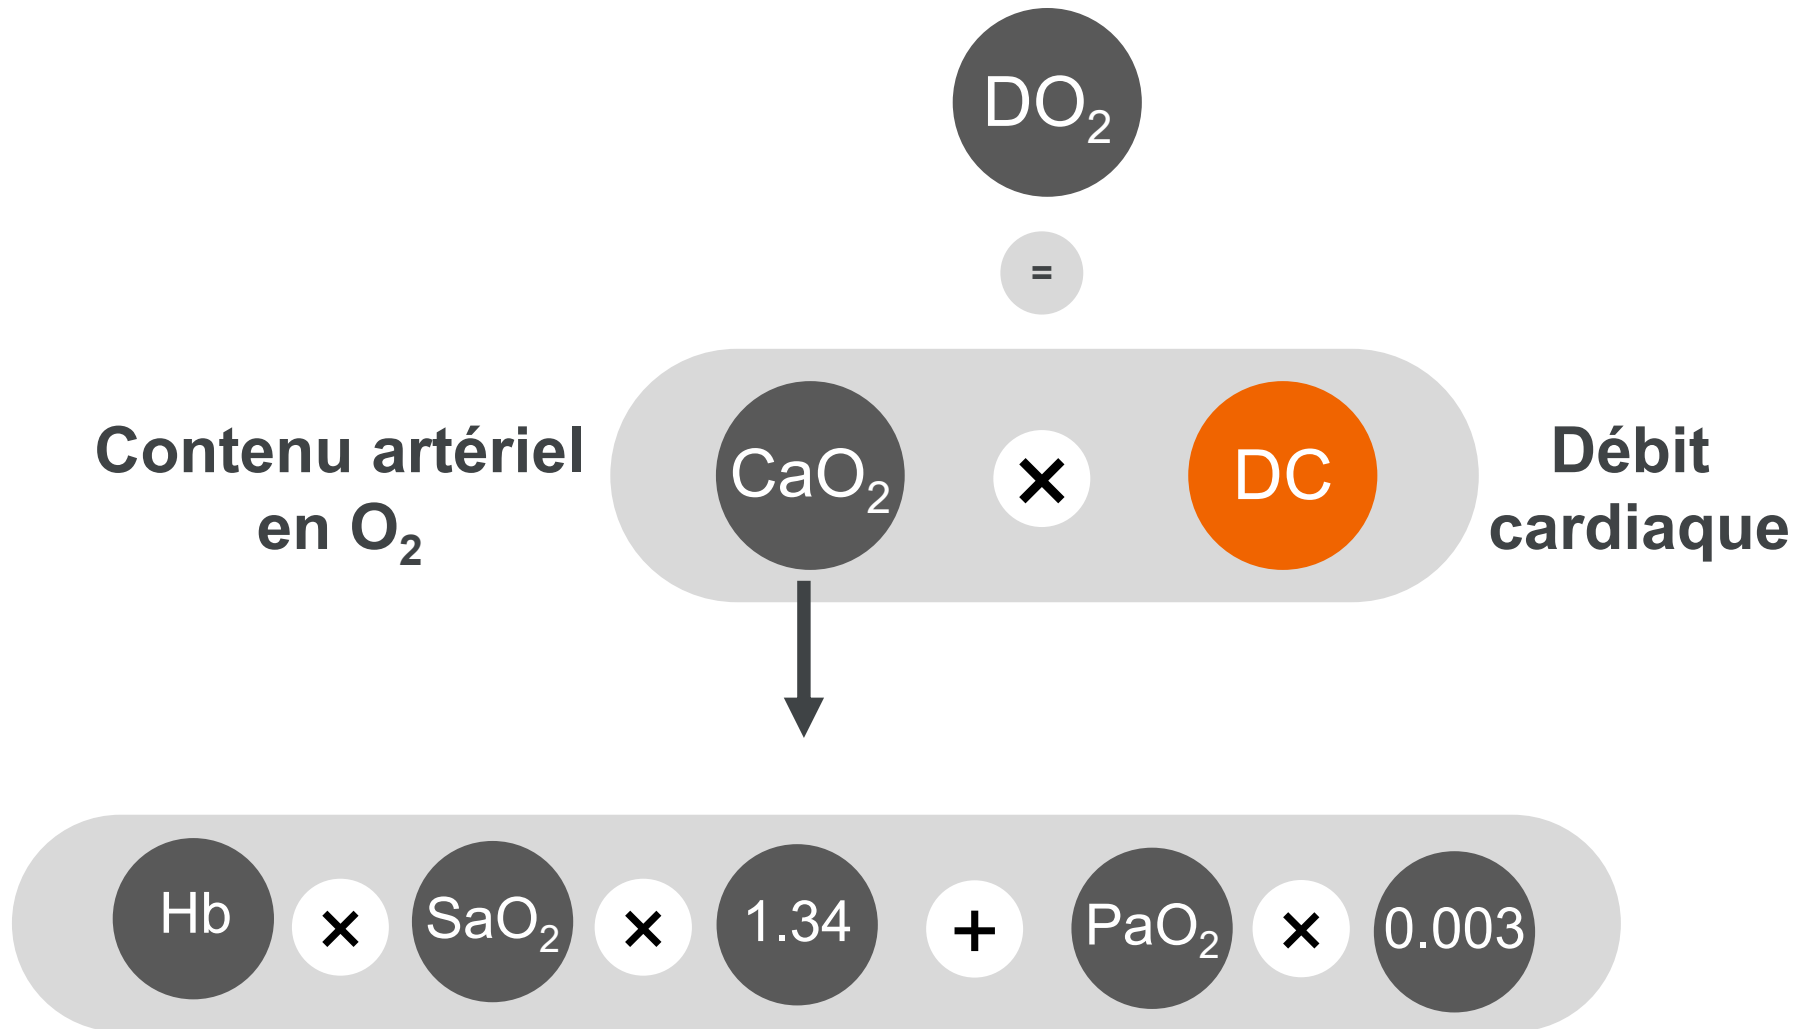 DO₂
=
Contenu artériel
en O₂
CaO₂ × DC
Débit
cardiaque
Hb × SaO₂ × 1.34 + PaO₂ × 0.003